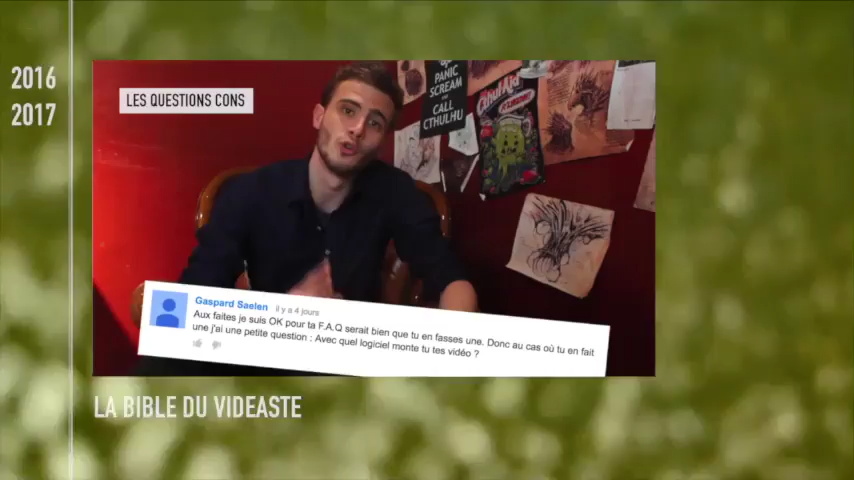 2016
2017
LES QUESTIONS CONS
PANIC
SCREAM
AND
CALL
CTHULHU
Gaspard Saelen il y a 4 jours
Aux faites je suis OK pour ta F.A.Q serait bien que tu en fasses une. Donc au cas où tu en fait
une j'ai une petite question : Avec quel logiciel monte tu tes vidéo ?
LA BIBLE DU VIDEASTE